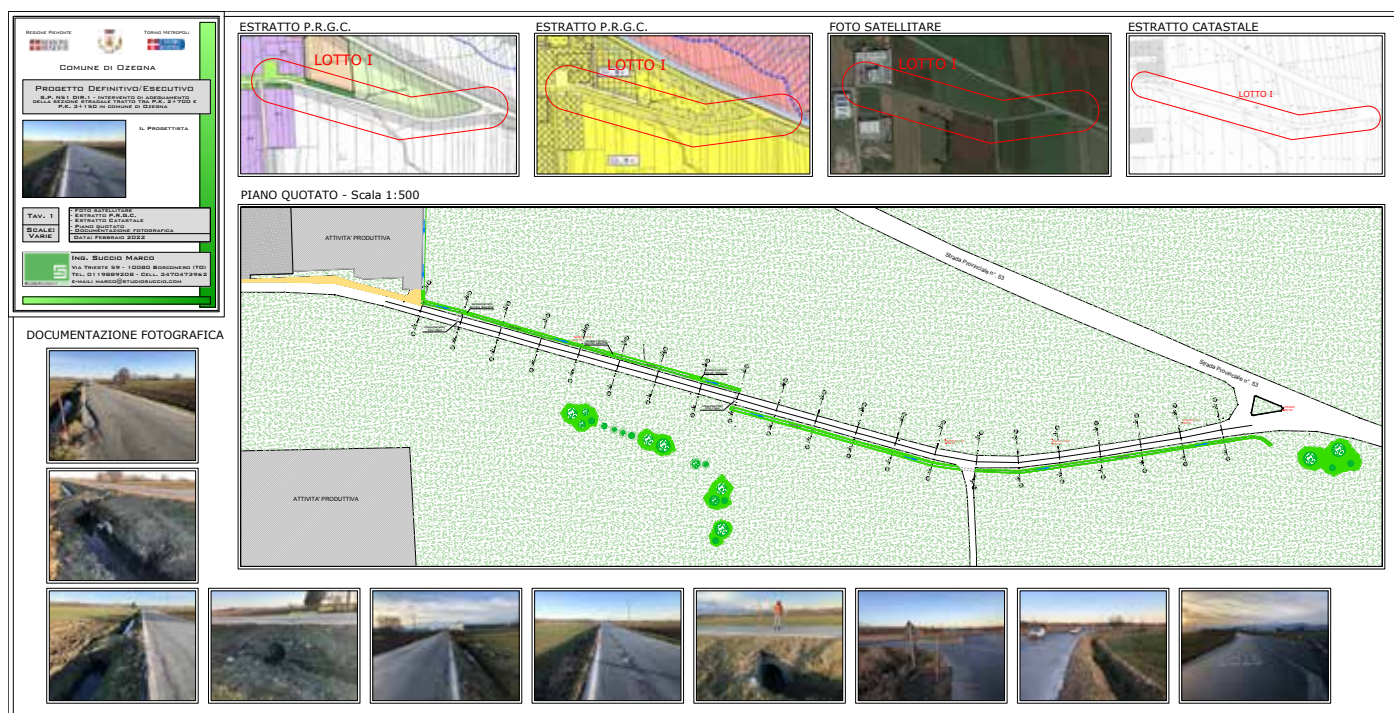 REGIONE PIEMONTE
TORINO METROPOLI
COMUNE DI OZEGNA
PROGETTO DEFINITIVO/ESECUTIVO
S.P. N51 DIR.1 - INTERVENTO DI ADEGUAMENTO
DELLA SEZIONE STRADALE TRATTO TRA P.K. 2+700 E
P.K. 3+150 IN COMUNE DI OZEGNA
IL PROGETTISTA
TAV. 1
SCALE:
VARIE
- FOTO SATELLITARE
- ESTRATTO P.R.G.C.
- ESTRATTO CATASTALE
- PIANO QUOTATO
- DOCUMENTAZIONE FOTOGRAFICA
DATA: FEBBRAIO 2022
ING. SUCCIO MARCO
VIA TRIESTE 59 - 10080 BOSCONERO (TO)
TEL. 0119889208 - CELL. 3470473962
E-MAIL: MARCO@STUDIOSUCCIO.COM
ESTRATTO P.R.G.C.
LOTTO I
ESTRATTO P.R.G.C.
LOTTO I
FOTO SATELLITARE
LOTTO I
ESTRATTO CATASTALE
LOTTO I
PIANO QUOTATO - Scala 1:500
ATTIVITA' PRODUTTIVA
Strada Provinciale n° 53
Strada Provinciale n° 53
ATTIVITA' PRODUTTIVA
DOCUMENTAZIONE FOTOGRAFICA